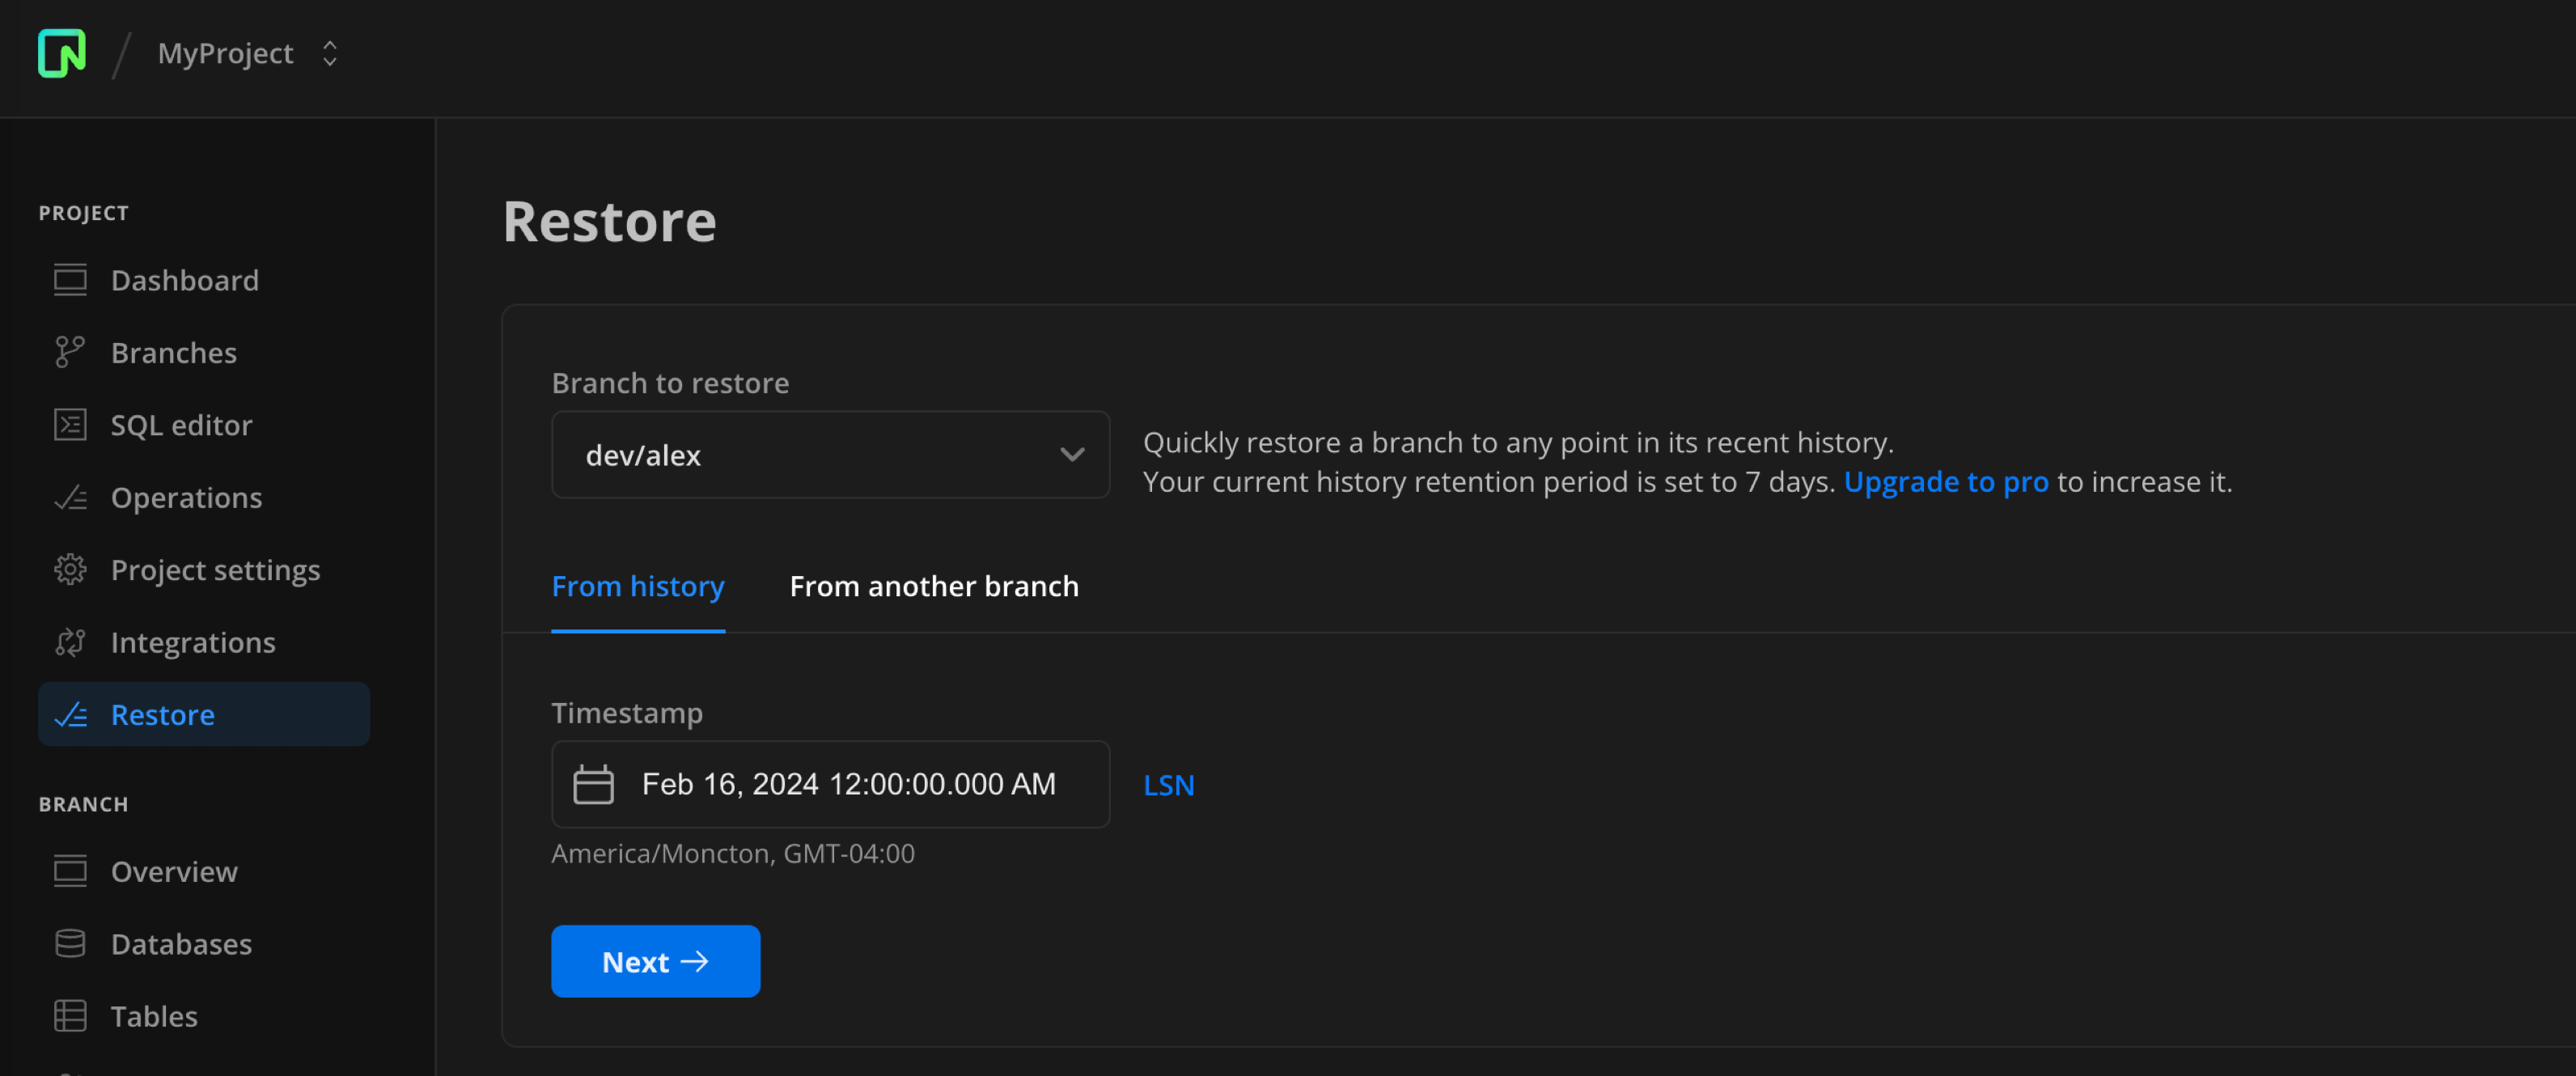 MyProject
PROJECT
Dashboard
Branches
SQL editor
Operations
Project settings
Integrations
Restore
BRANCH
Overview
Databases
Tables
Restore
Branch to restore
dev/alex
Quickly restore a branch to any point in its recent history.
Your current history retention period is set to 7 days. Upgrade to pro to increase it.
From history From another branch
Timestamp
Feb 16, 2024 12:00:00.000 AM LSN
America/Moncton, GMT-04:00
Next →